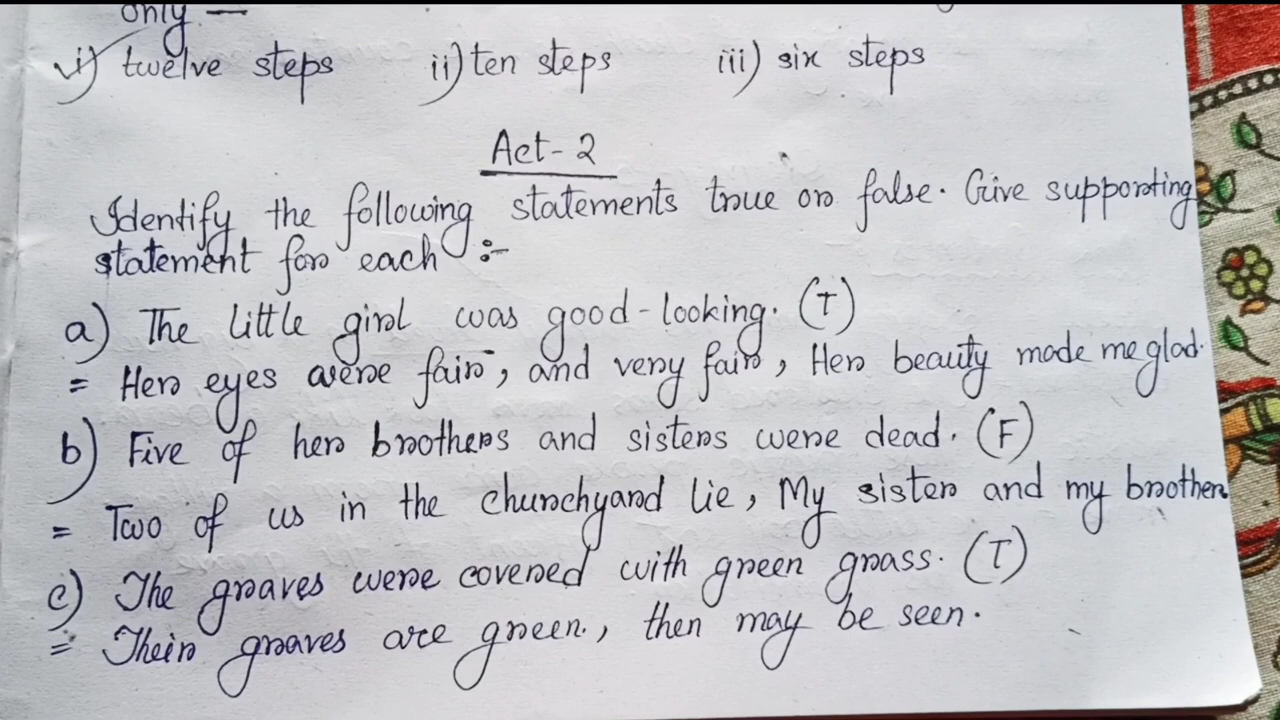 only —
i) twelve steps ii) ten steps iii) six steps
Act - 2
Identify the following statements true or false. Give supporting
statement for each :-
a) The little girl was good-looking. (T)
= Her eyes were fair, and very fair, Her beauty made me glad.
b) Five of her brothers and sisters were dead. (F)
= Two of us in the churchyard lie, My sister and my brother
c) The graves were covered with green grass. (T)
= Their graves are green, then may be seen.